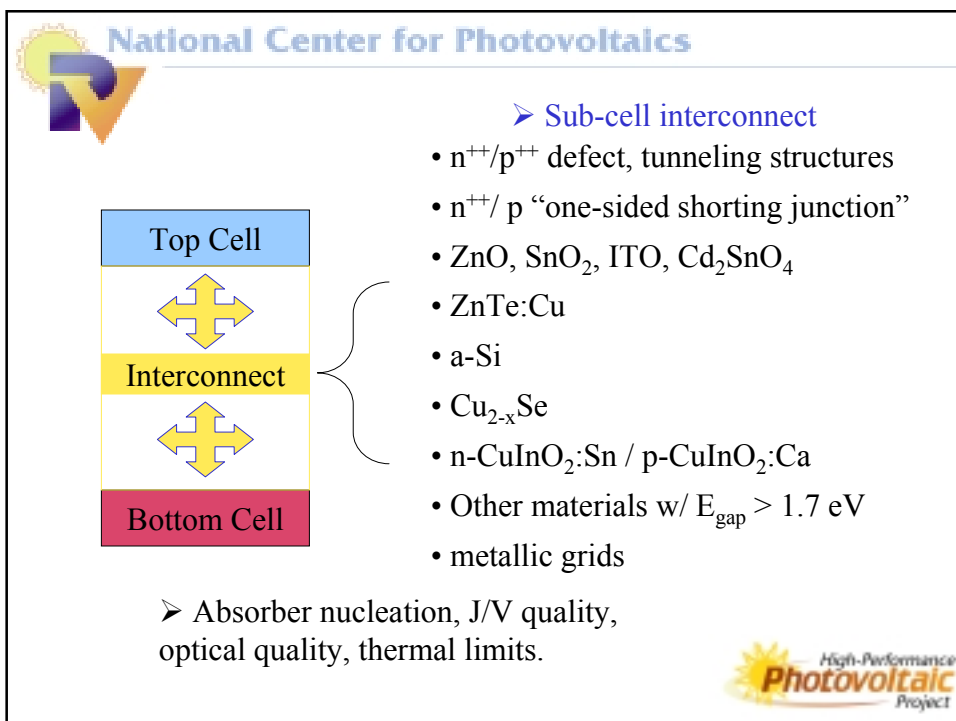 National Center for Photovoltaics
PV
➢ Sub-cell interconnect
• n⁺⁺/p⁺⁺ defect, tunneling structures
• n⁺⁺/ p “one-sided shorting junction”
• ZnO, SnO₂, ITO, Cd₂SnO₄
• ZnTe:Cu
• a-Si
• Cu₂₋ₓSe
• n-CuInO₂:Sn / p-CuInO₂:Ca
• Other materials w/ E_gap > 1.7 eV
• metallic grids
Top Cell
Interconnect
Bottom Cell
➢ Absorber nucleation, J/V quality,
optical quality, thermal limits.
High-Performance
Photovoltaic
Project